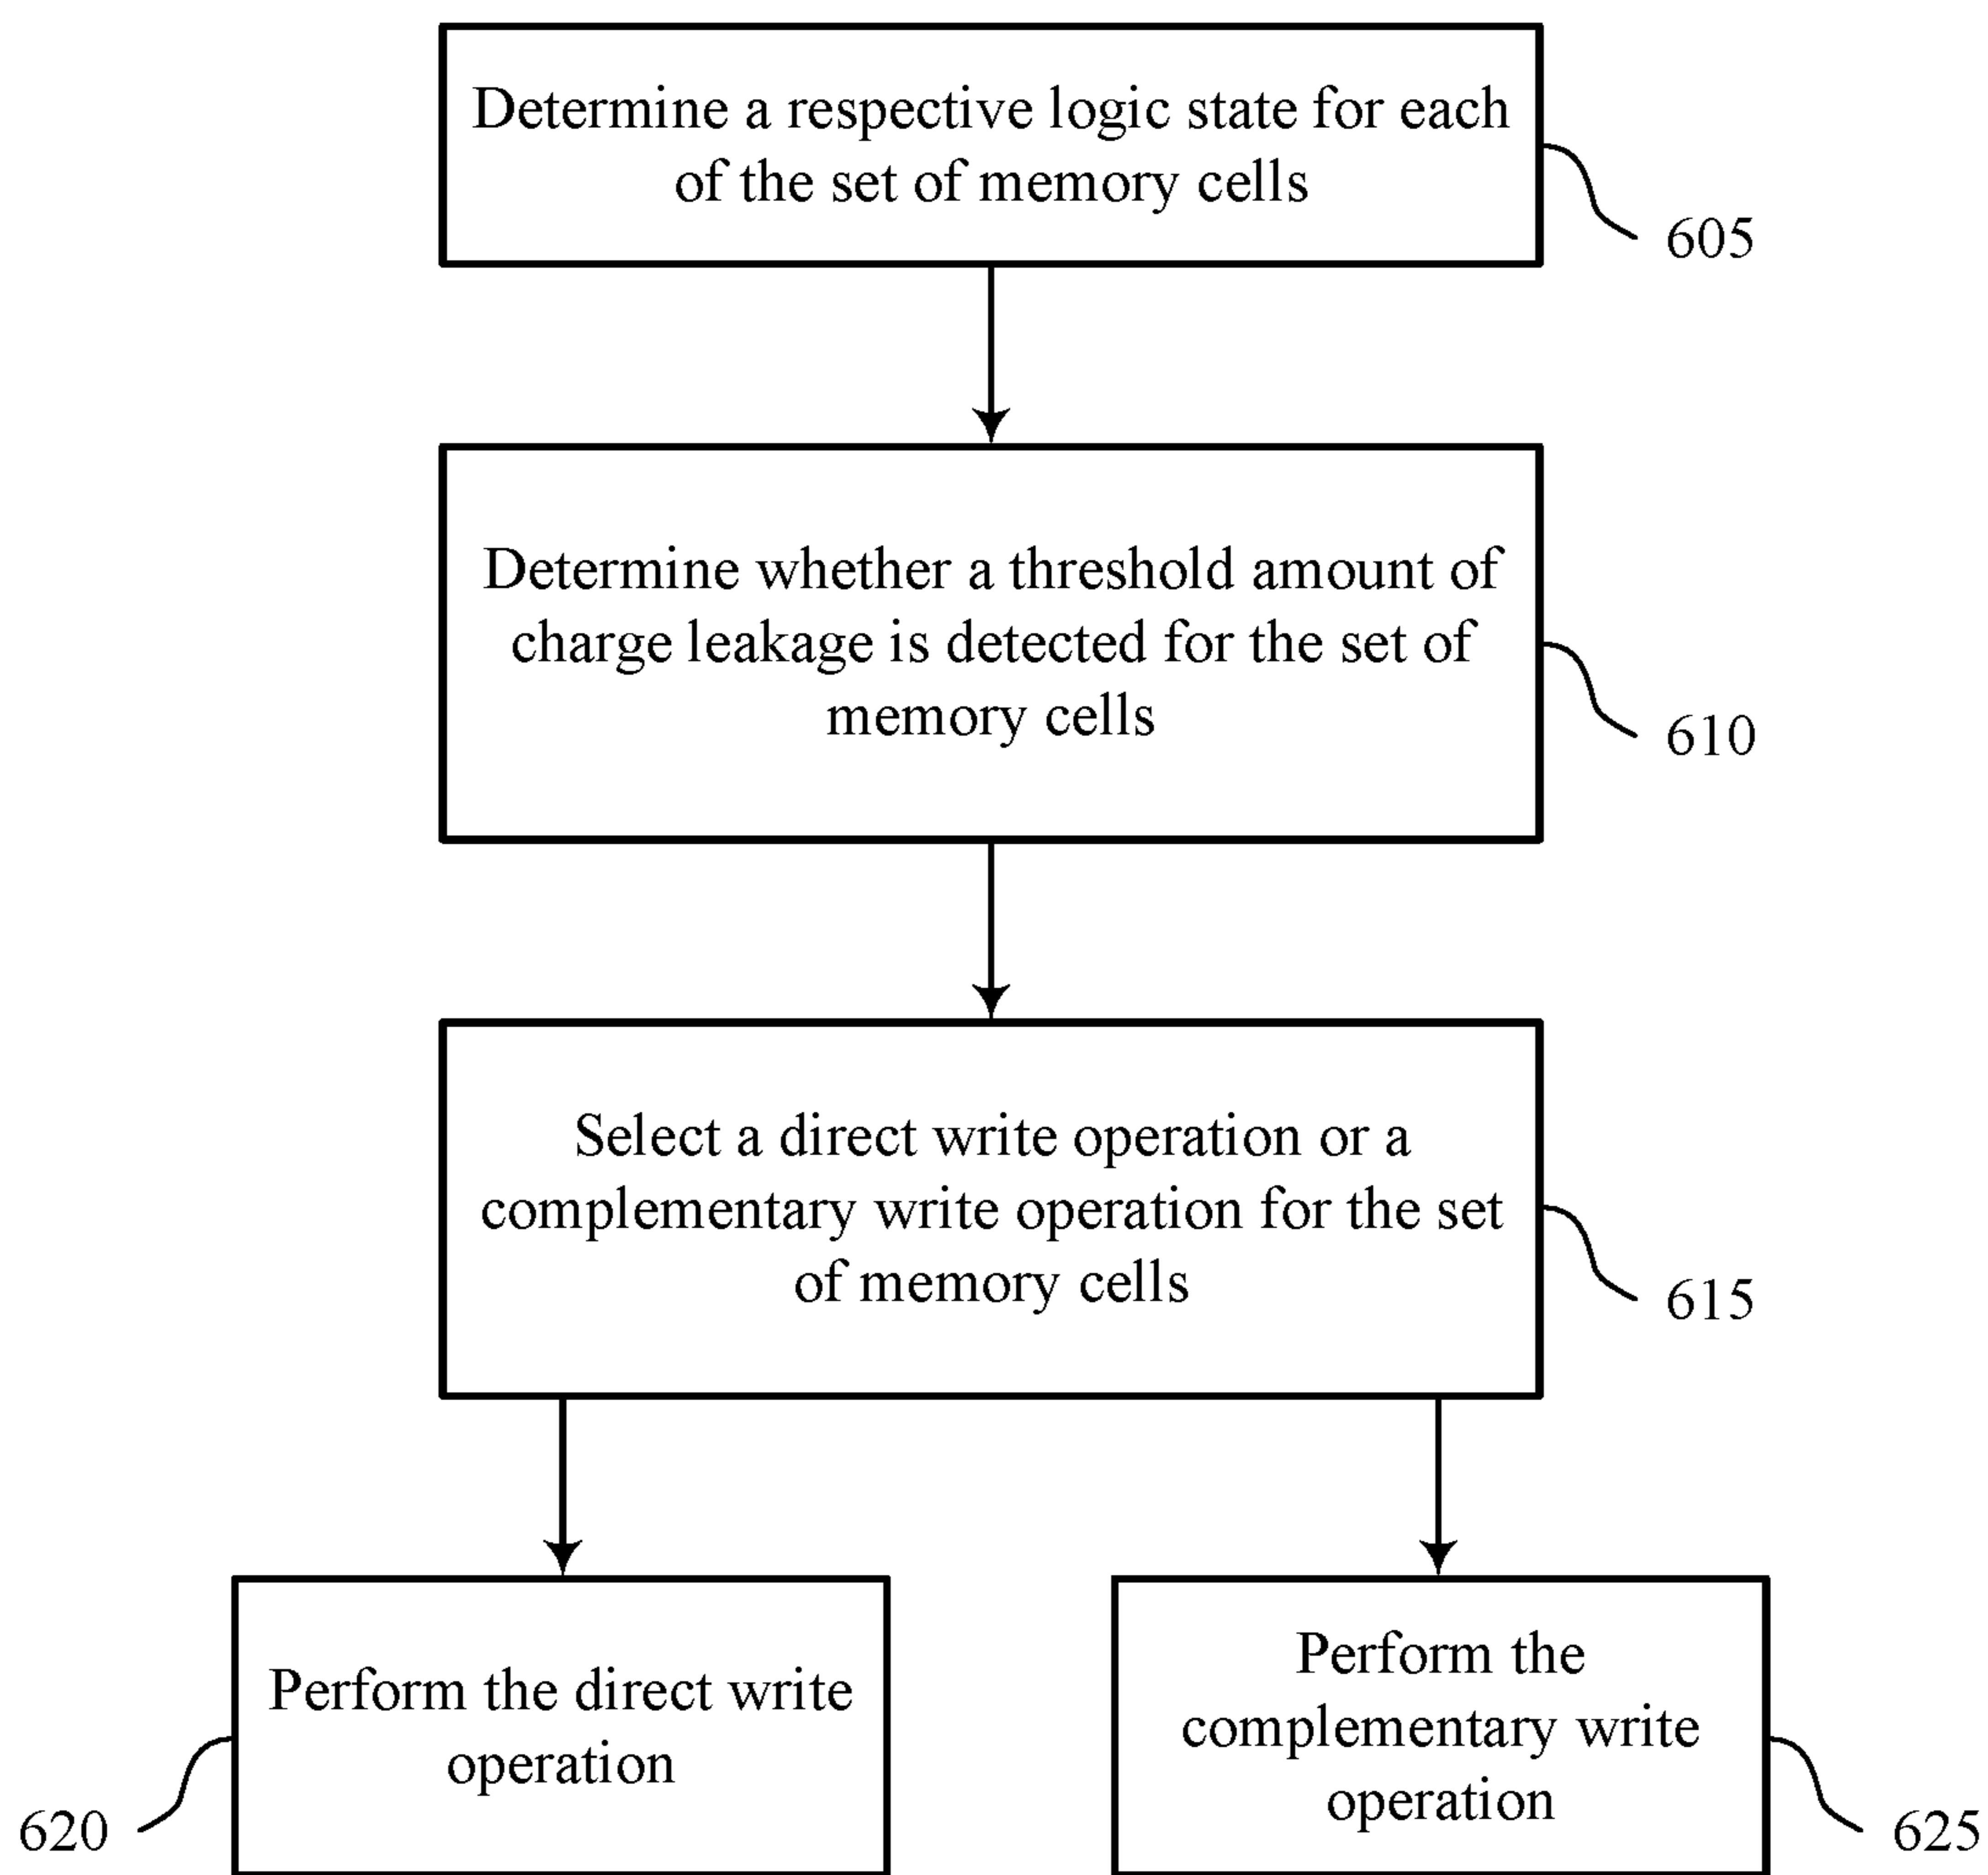 Determine a respective logic state for each
of the set of memory cells
605
Determine whether a threshold amount of
charge leakage is detected for the set of
memory cells
610
Select a direct write operation or a
complementary write operation for the set
of memory cells
615
Perform the direct write
operation
620
Perform the
complementary write
operation
625